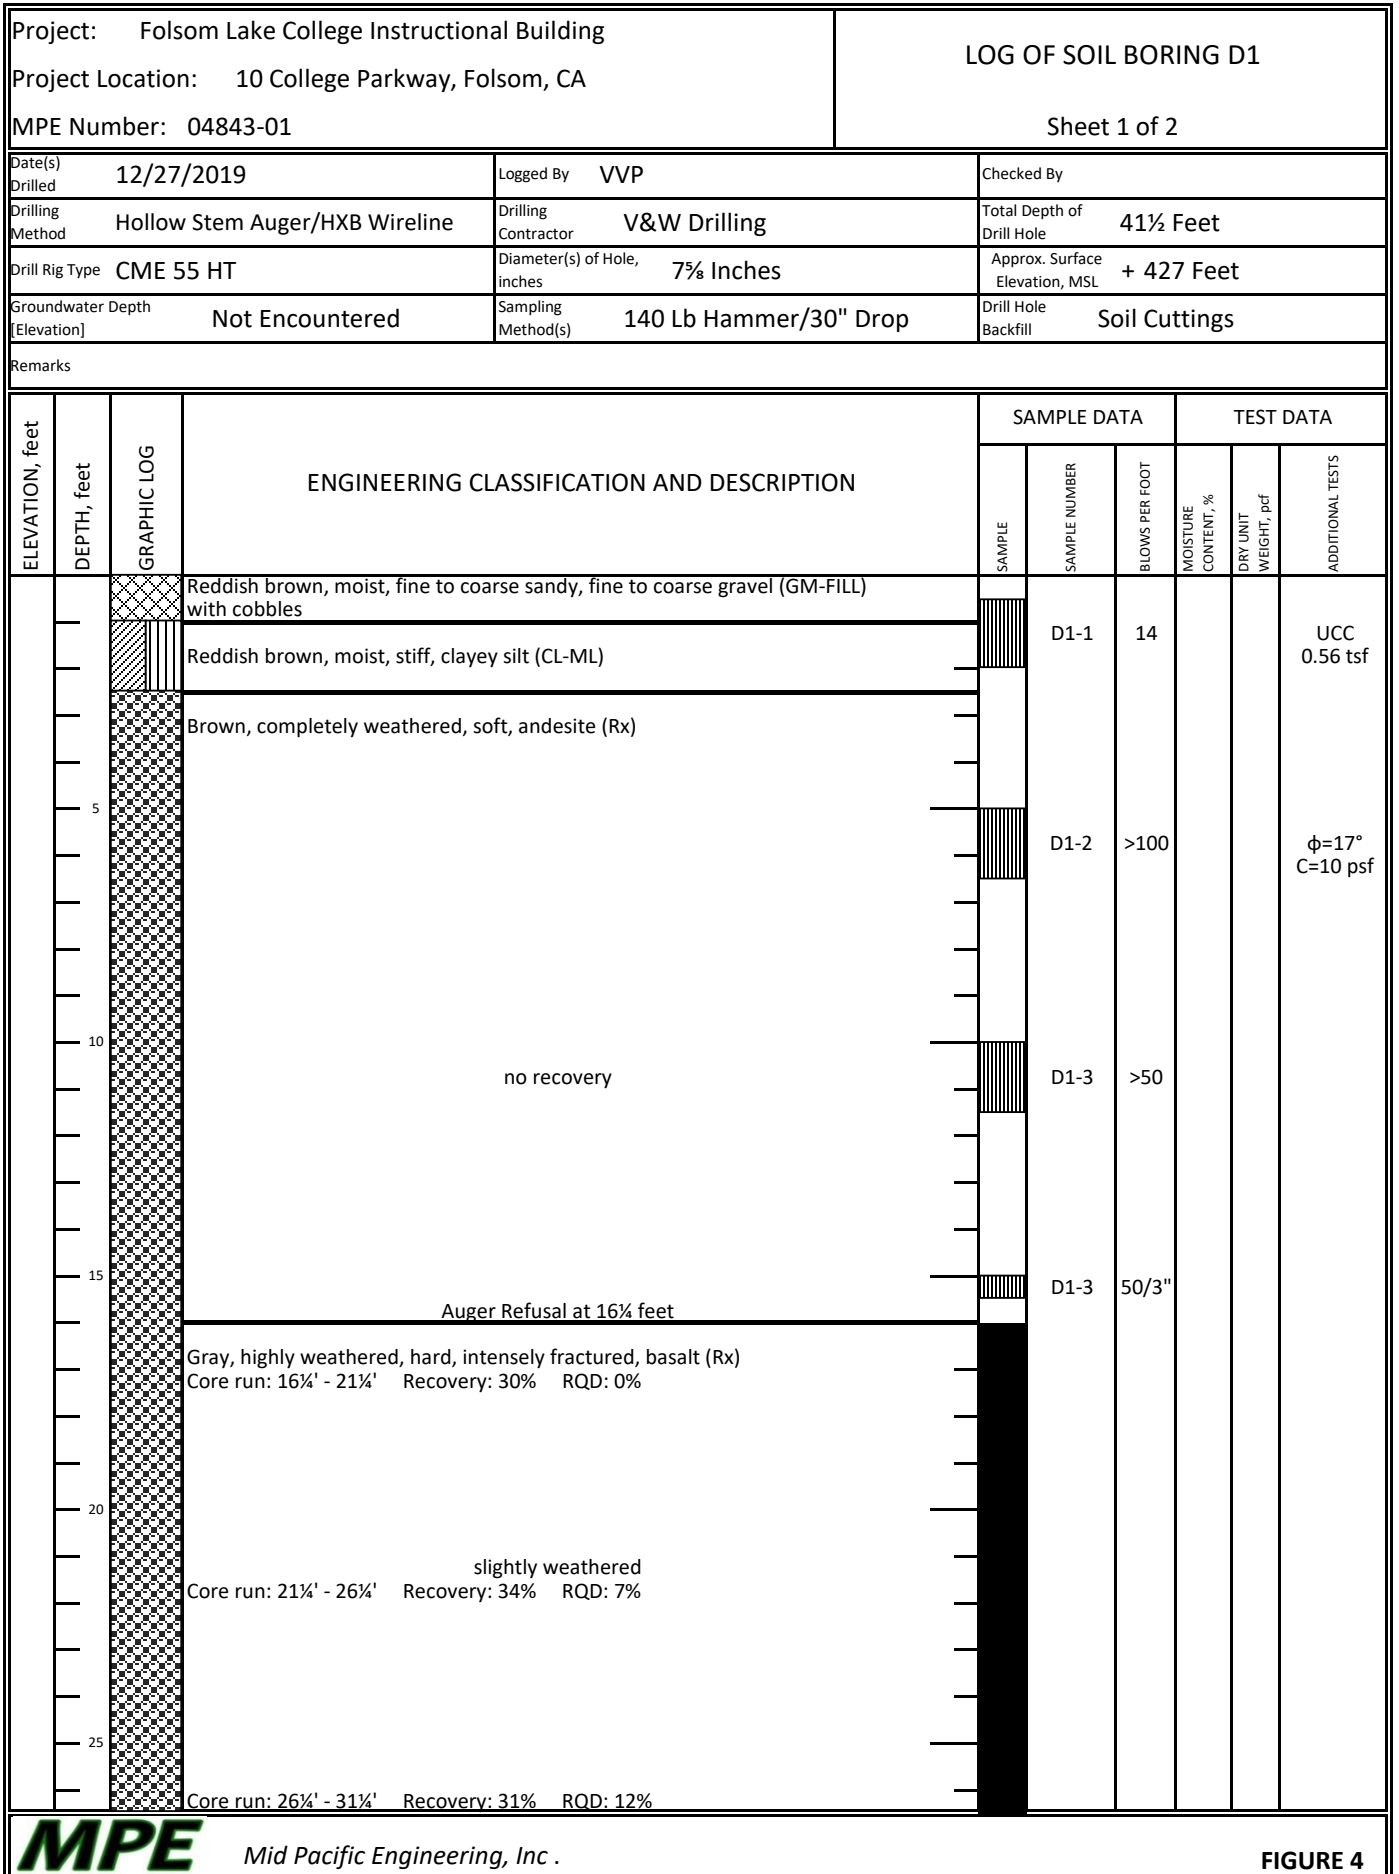 Project: Folsom Lake College Instructional Building
Project Location: 10 College Parkway, Folsom, CA
MPE Number: 04843-01
LOG OF SOIL BORING D1
Sheet 1 of 2
Date(s) Drilled 12/27/2019
Logged By VVP
Checked By
Drilling Method Hollow Stem Auger/HXB Wireline
Drilling Contractor V&W Drilling
Total Depth of Drill Hole 41½ Feet
Drill Rig Type CME 55 HT
Diameter(s) of Hole, inches 7⅝ Inches
Approx. Surface Elevation, MSL + 427 Feet
Groundwater Depth [Elevation] Not Encountered
Sampling Method(s) 140 Lb Hammer/30" Drop
Drill Hole Backfill Soil Cuttings
Remarks
ELEVATION, feet
DEPTH, feet
GRAPHIC LOG
ENGINEERING CLASSIFICATION AND DESCRIPTION
SAMPLE DATA
TEST DATA
SAMPLE
SAMPLE NUMBER
BLOWS PER FOOT
MOISTURE CONTENT, %
DRY UNIT WEIGHT, pcf
ADDITIONAL TESTS
Reddish brown, moist, fine to coarse sandy, fine to coarse gravel (GM-FILL)
with cobbles
D1-1 14 UCC
0.56 tsf
Reddish brown, moist, stiff, clayey silt (CL-ML)
Brown, completely weathered, soft, andesite (Rx)
5
D1-2 >100 ϕ=17°
C=10 psf
10
no recovery D1-3 >50
15
D1-3 50/3"
Auger Refusal at 16¼ feet
Gray, highly weathered, hard, intensely fractured, basalt (Rx)
Core run: 16¼' - 21¼' Recovery: 30% RQD: 0%
20
slightly weathered
Core run: 21¼' - 26¼' Recovery: 34% RQD: 7%
25
Core run: 26¼' - 31¼' Recovery: 31% RQD: 12%
MPE
Mid Pacific Engineering, Inc .
FIGURE 4